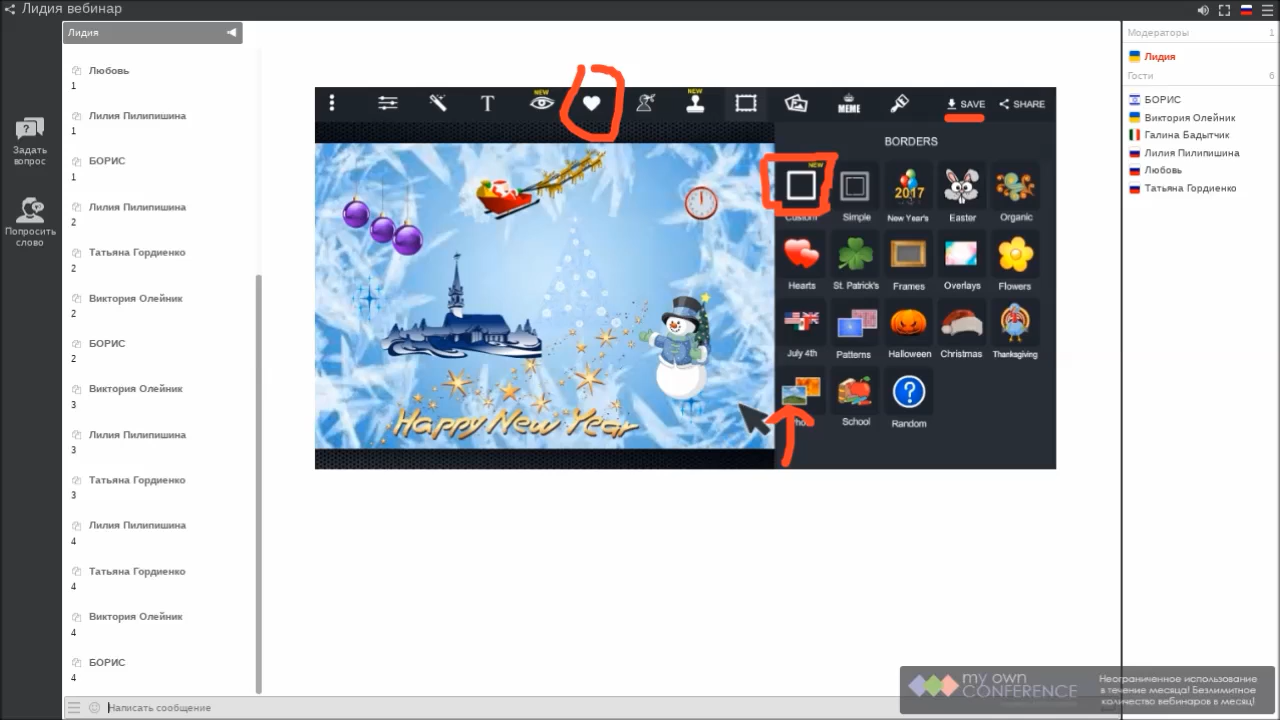 Лидия вебинар
Лидия
Любовь
1
Лилия Пилипишина
1
БОРИС
1
Лилия Пилипишина
2
Татьяна Гордиенко
2
Виктория Олейник
2
БОРИС
2
Виктория Олейник
3
Лилия Пилипишина
3
Татьяна Гордиенко
3
Лилия Пилипишина
4
Татьяна Гордиенко
4
Виктория Олейник
4
БОРИС
4
Написать сообщение
Задать
вопрос
Попросить
слово
T
NEW
NEW
MEME
SAVE
SHARE
BORDERS
NEW
Custom
Simple
2017
New Year's
Easter
Organic
Hearts
St. Patrick's
Frames
Overlays
Flowers
July 4th
Patterns
Halloween
Christmas
Thanksgiving
School
Random
Happy New Year
Модераторы 1
Лидия
Гости 6
БОРИС
Виктория Олейник
Галина Бадытчик
Лилия Пилипишина
Любовь
Татьяна Гордиенко
my own
CONFERENCE
Неограниченное использование
в течение месяца! Безлимитное
количество вебинаров в месяц!